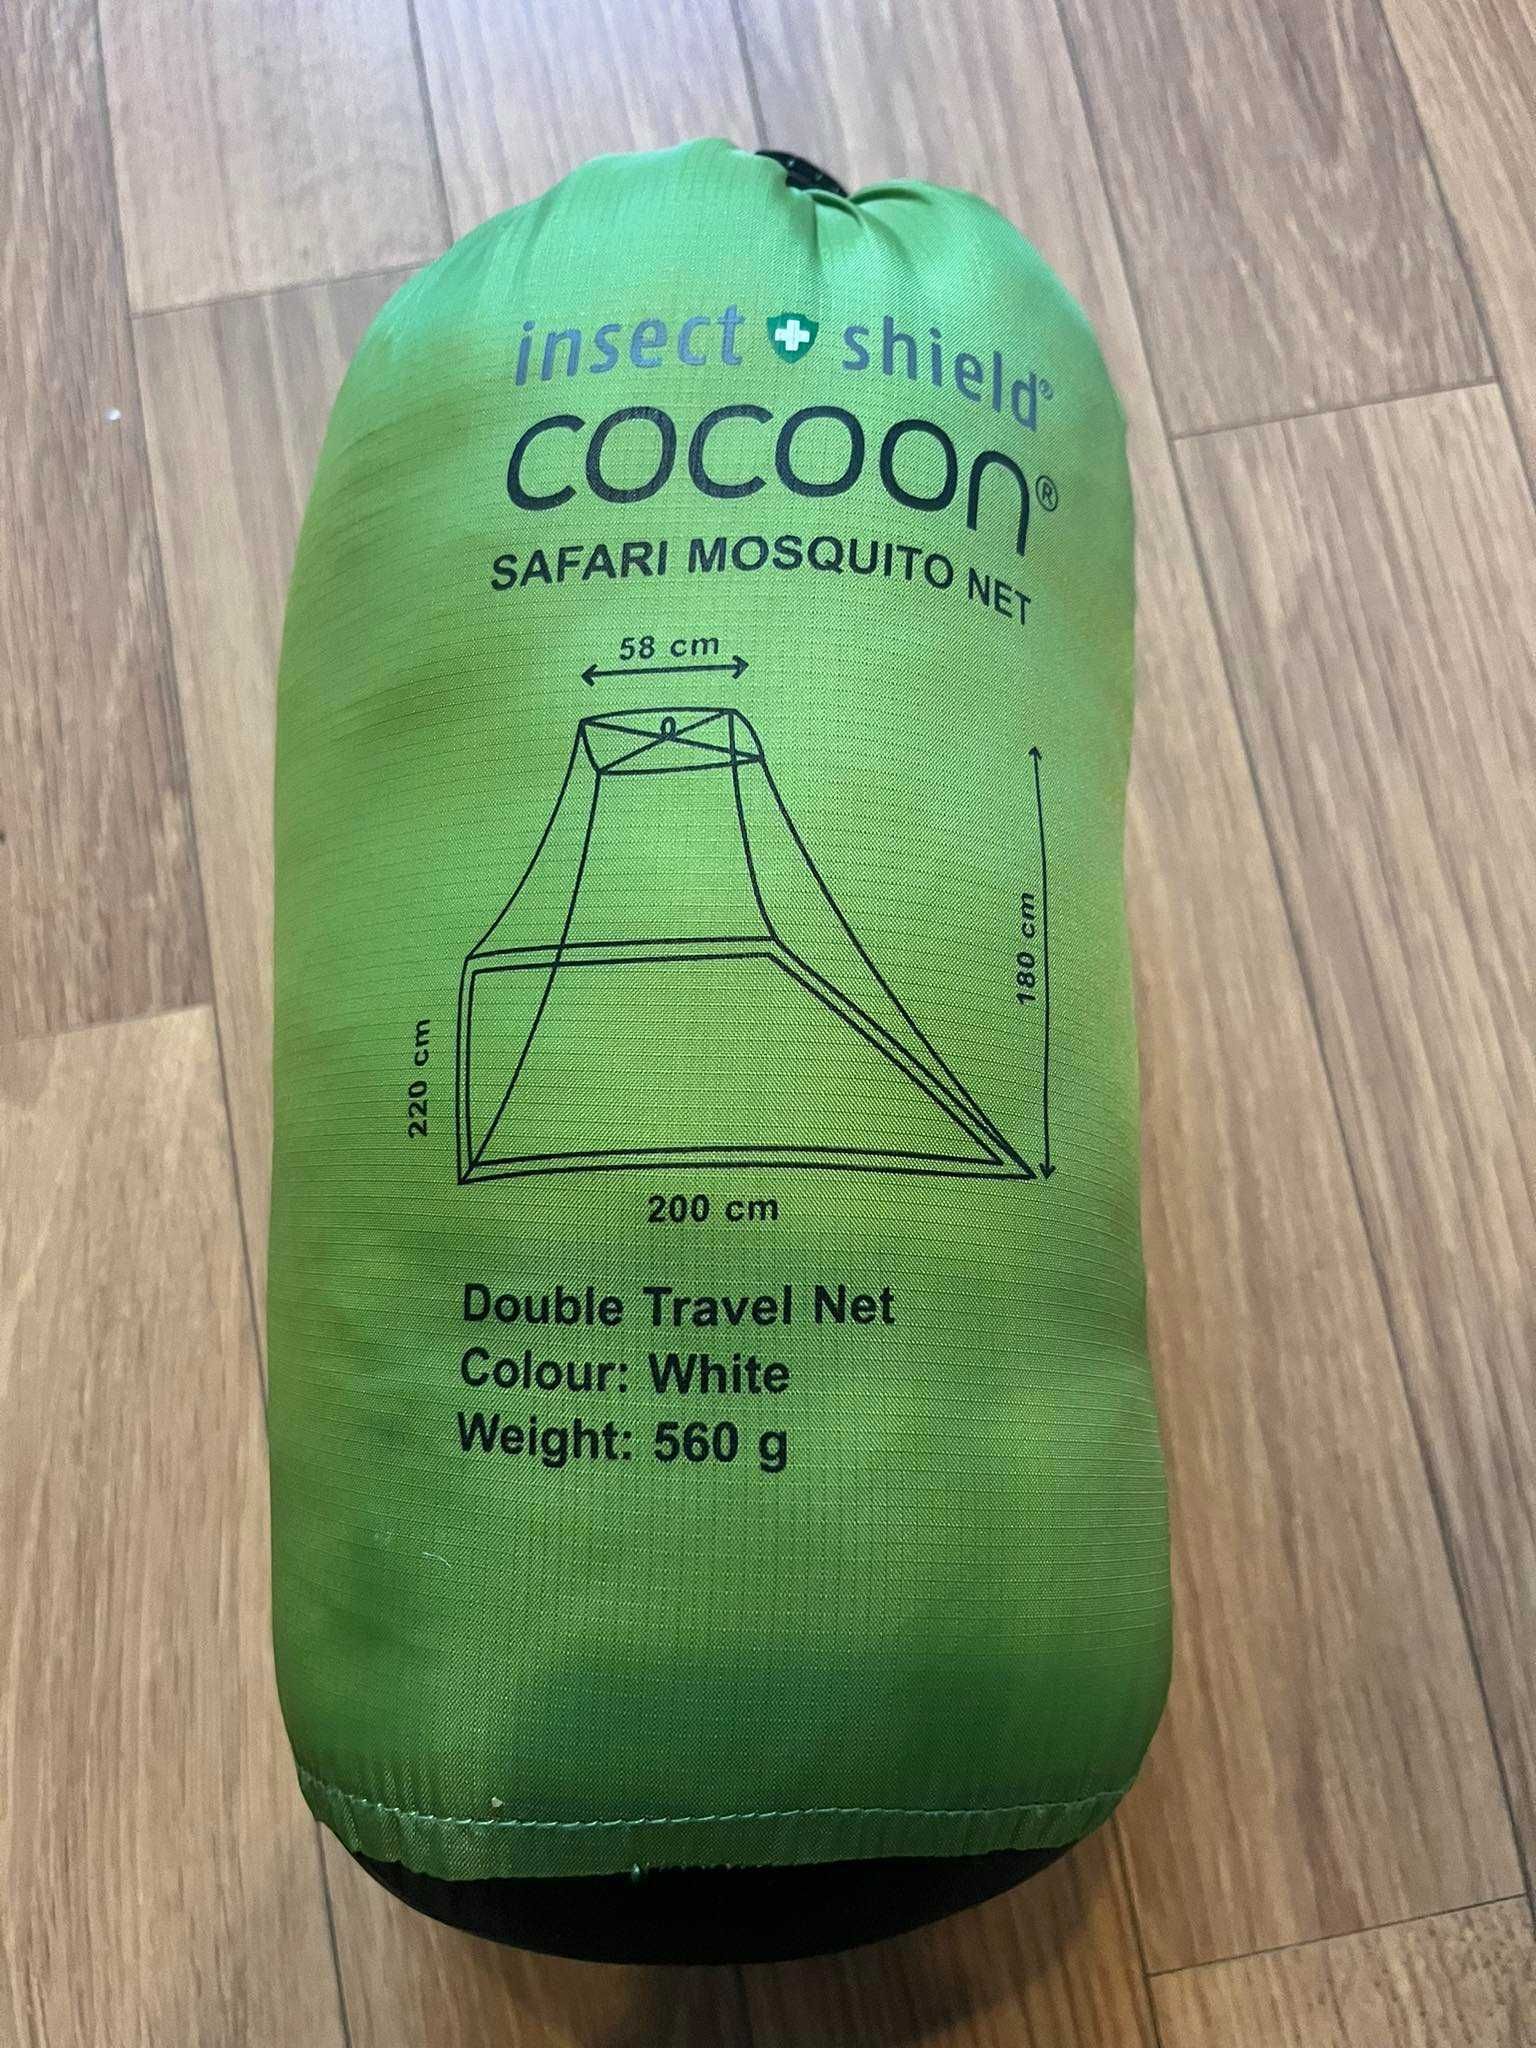 insect shield®
COCOON®
SAFARI MOSQUITO NET
58 cm
180 cm
220 cm
200 cm
Double Travel Net
Colour: White
Weight: 560 g